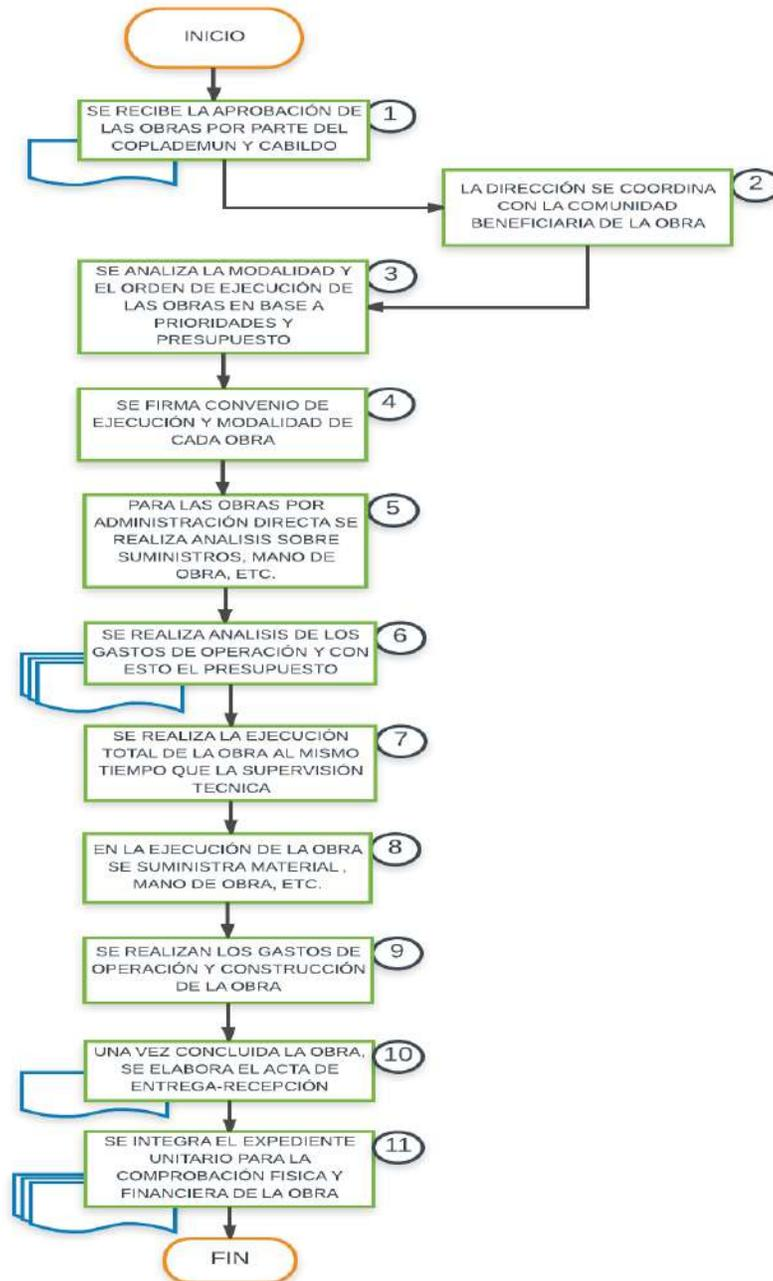 INICIO
SE RECIBE LA APROBACIÓN DE
LAS OBRAS POR PARTE DEL
COPLADEMUN Y CABILDO
1
LA DIRECCIÓN SE COORDINA
CON LA COMUNIDAD
BENEFICIARIA DE LA OBRA
2
SE ANALIZA LA MODALIDAD Y
EL ORDEN DE EJECUCIÓN DE
LAS OBRAS EN BASE A
PRIORIDADES Y
PRESUPUESTO
3
SE FIRMA CONVENIO DE
EJECUCIÓN Y MODALIDAD DE
CADA OBRA
4
PARA LAS OBRAS POR
ADMINISTRACIÓN DIRECTA SE
REALIZA ANALISIS SOBRE
SUMINISTROS, MANO DE
OBRA, ETC.
5
SE REALIZA ANALISIS DE LOS
GASTOS DE OPERACIÓN Y CON
ESTO EL PRESUPUESTO
6
SE REALIZA LA EJECUCIÓN
TOTAL DE LA OBRA AL MISMO
TIEMPO QUE LA SUPERVISIÓN
TECNICA
7
EN LA EJECUCIÓN DE LA OBRA
SE SUMINISTRA MATERIAL ,
MANO DE OBRA, ETC.
8
SE REALIZAN LOS GASTOS DE
OPERACIÓN Y CONSTRUCCIÓN
DE LA OBRA
9
UNA VEZ CONCLUIDA LA OBRA,
SE ELABORA EL ACTA DE
ENTREGA-RECEPCIÓN
10
SE INTEGRA EL EXPEDIENTE
UNITARIO PARA LA
COMPROBACIÓN FISICA Y
FINANCIERA DE LA OBRA
11
FIN